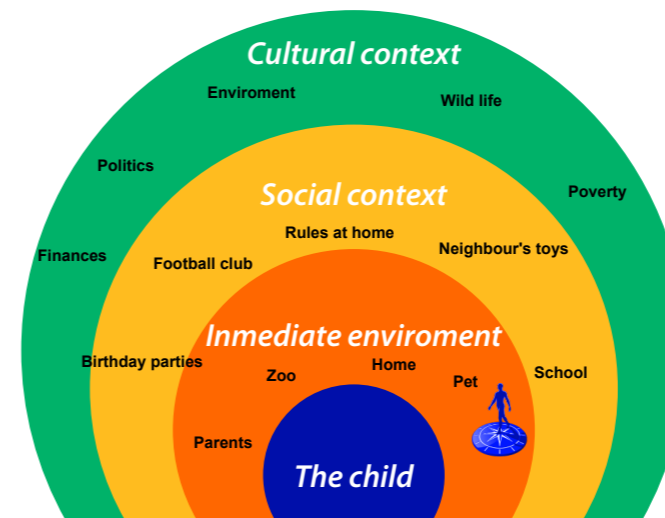 Cultural context
Enviroment
Wild life
Politics
Poverty
Social context
Rules at home
Neighbour's toys
Finances
Football club
Inmediate enviroment
Birthday parties
Zoo
Home
Pet
School
Parents
The child